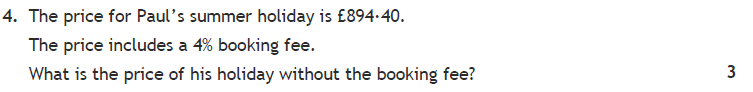 4. The price for Paul’s summer holiday is £894·40.
The price includes a 4% booking fee.
What is the price of his holiday without the booking fee? 3